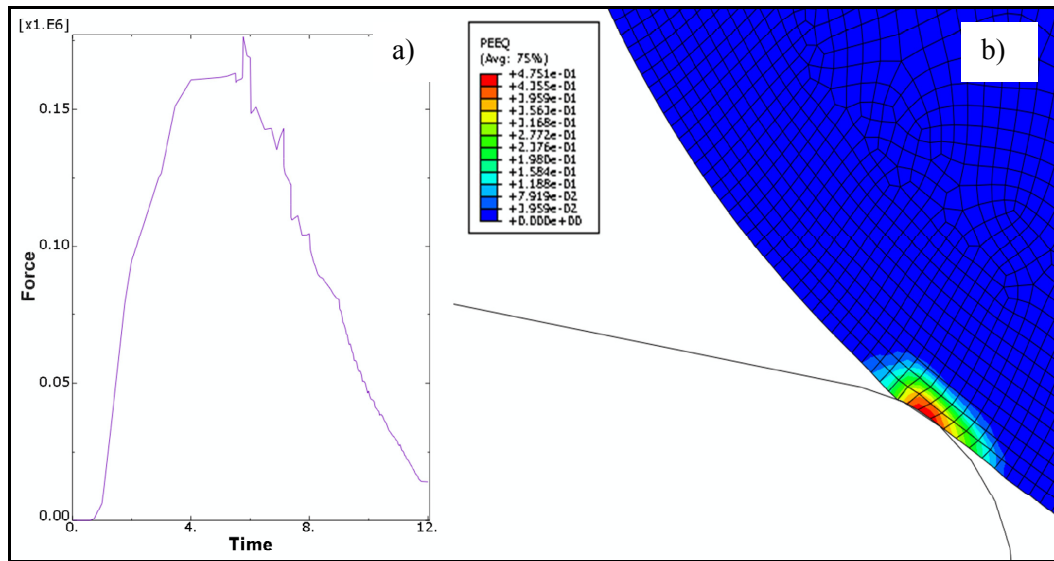 [x1.E6]
a)
0.15
0.10
0.05
0.00
Force
0.
4.
8.
12.
Time
PEEQ
(Avg: 75%)
+4.751e-01
+4.355e-01
+3.959e-01
+3.563e-01
+3.168e-01
+2.772e-01
+2.376e-01
+1.980e-01
+1.584e-01
+1.188e-01
+7.919e-02
+3.959e-02
+0.000e+00
b)